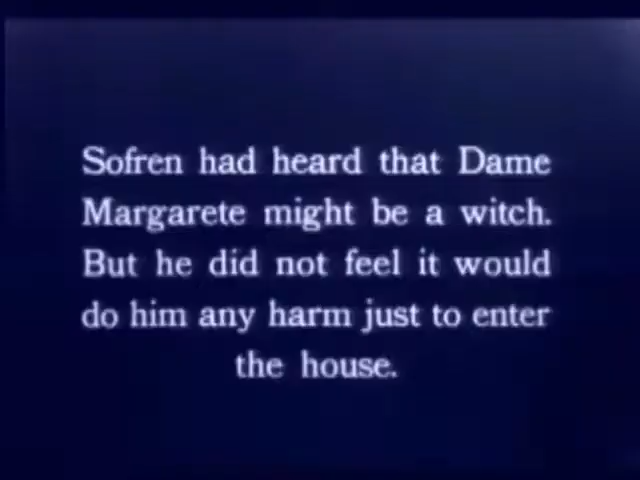 Sofren had heard that Dame
Margarete might be a witch.
But he did not feel it would
do him any harm just to enter
the house.